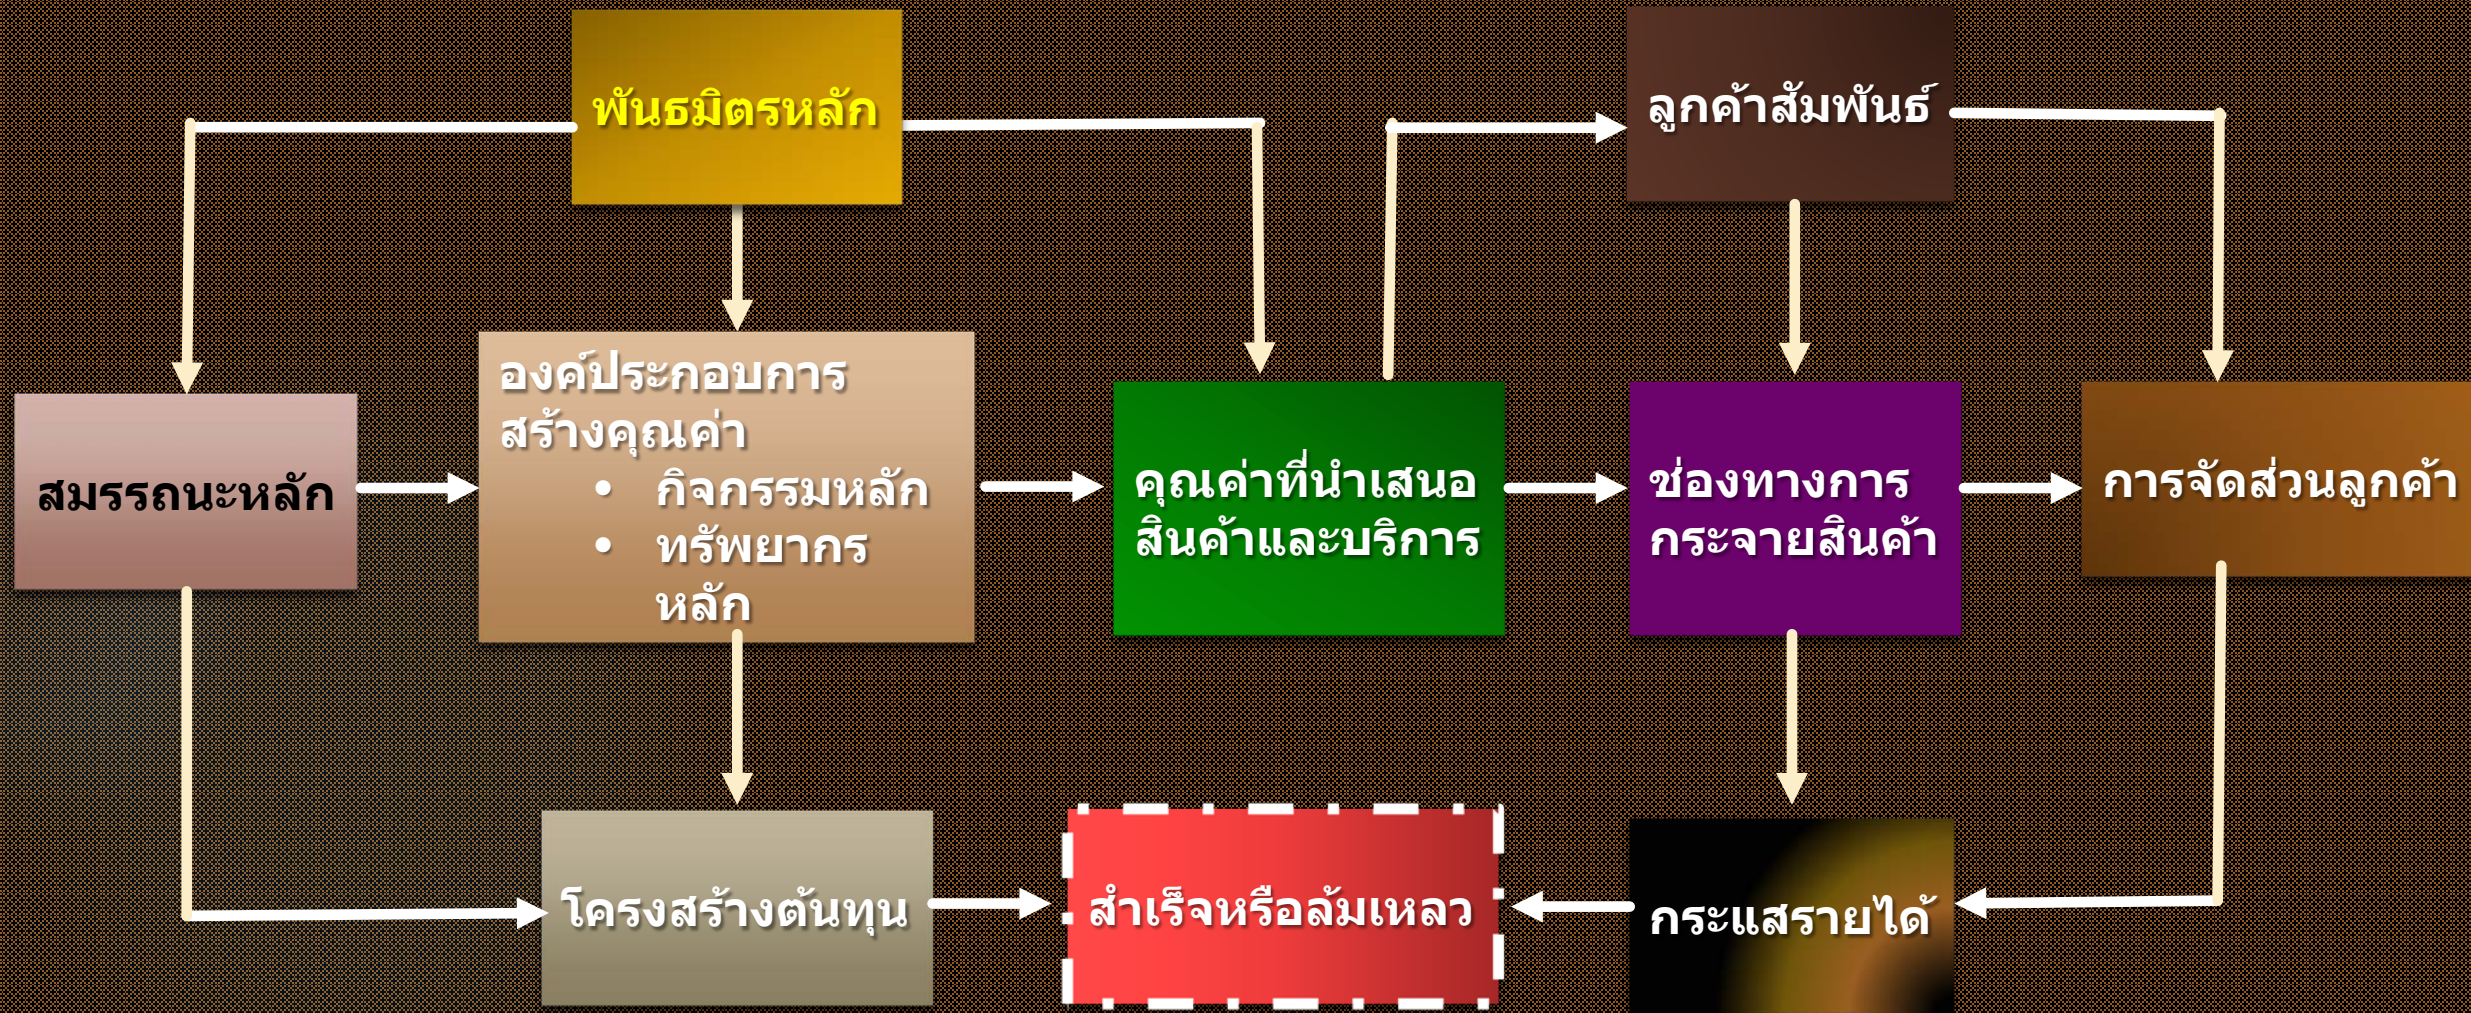 พันธมิตรหลัก
ลูกค้าสัมพันธ์
สมรรถนะหลัก
องค์ประกอบการ
สร้างคุณค่า
• กิจกรรมหลัก
• ทรัพยากร
หลัก
คุณค่าที่นำเสนอ
สินค้าและบริการ
ช่องทางการ
กระจายสินค้า
การจัดส่วนลูกค้า
โครงสร้างต้นทุน
สำเร็จหรือล้มเหลว
กระแสรายได้